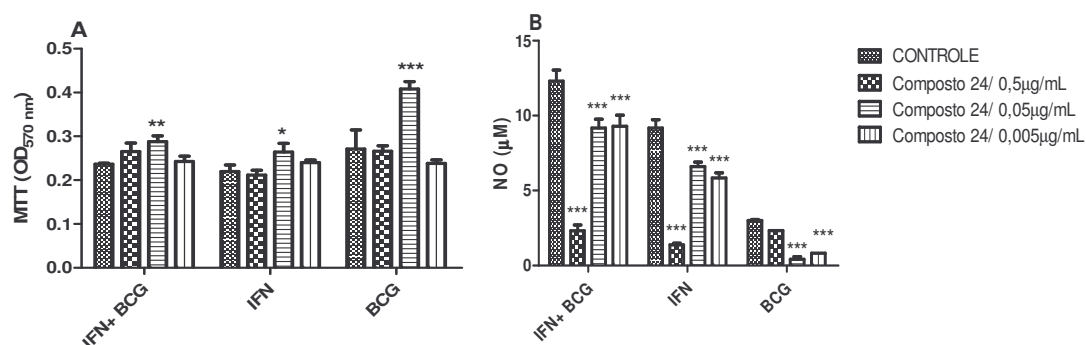 A
MTT (OD570 nm)
0.5
0.4
0.3
0.2
0.1
0.0
**
*
***
IFN+ BCG
IFN
BCG
B
NO (μM)
15
10
5
0
***
***
***
***
***
***
***
***
IFN+ BCG
IFN
BCG
CONTROLE
Composto 24/ 0,5μg/mL
Composto 24/ 0,05μg/mL
Composto 24/ 0,005μg/mL